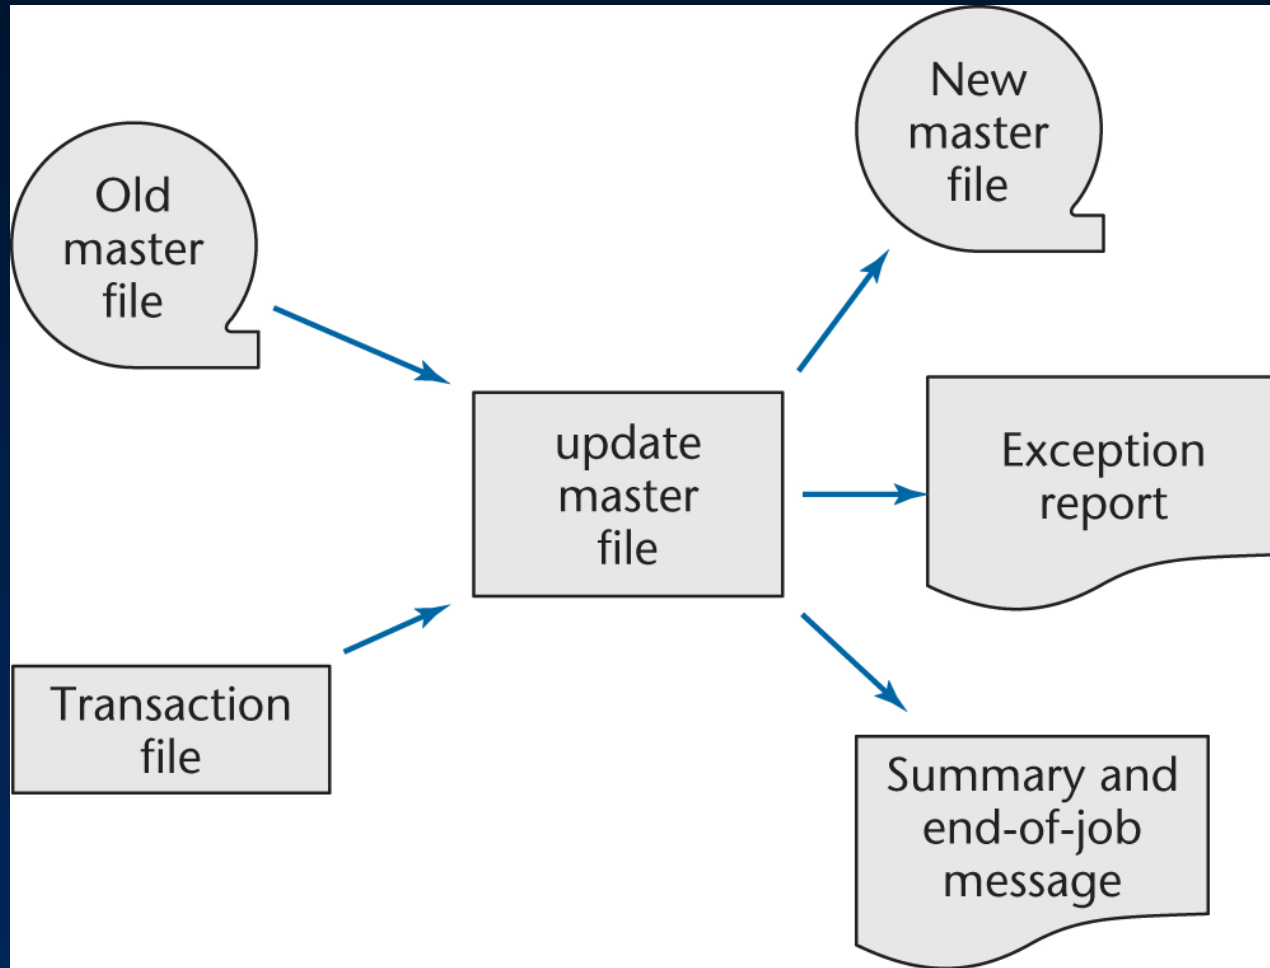 Old
master
file
New
master
file
update
master
file
Exception
report
Transaction
file
Summary and
end-of-job
message